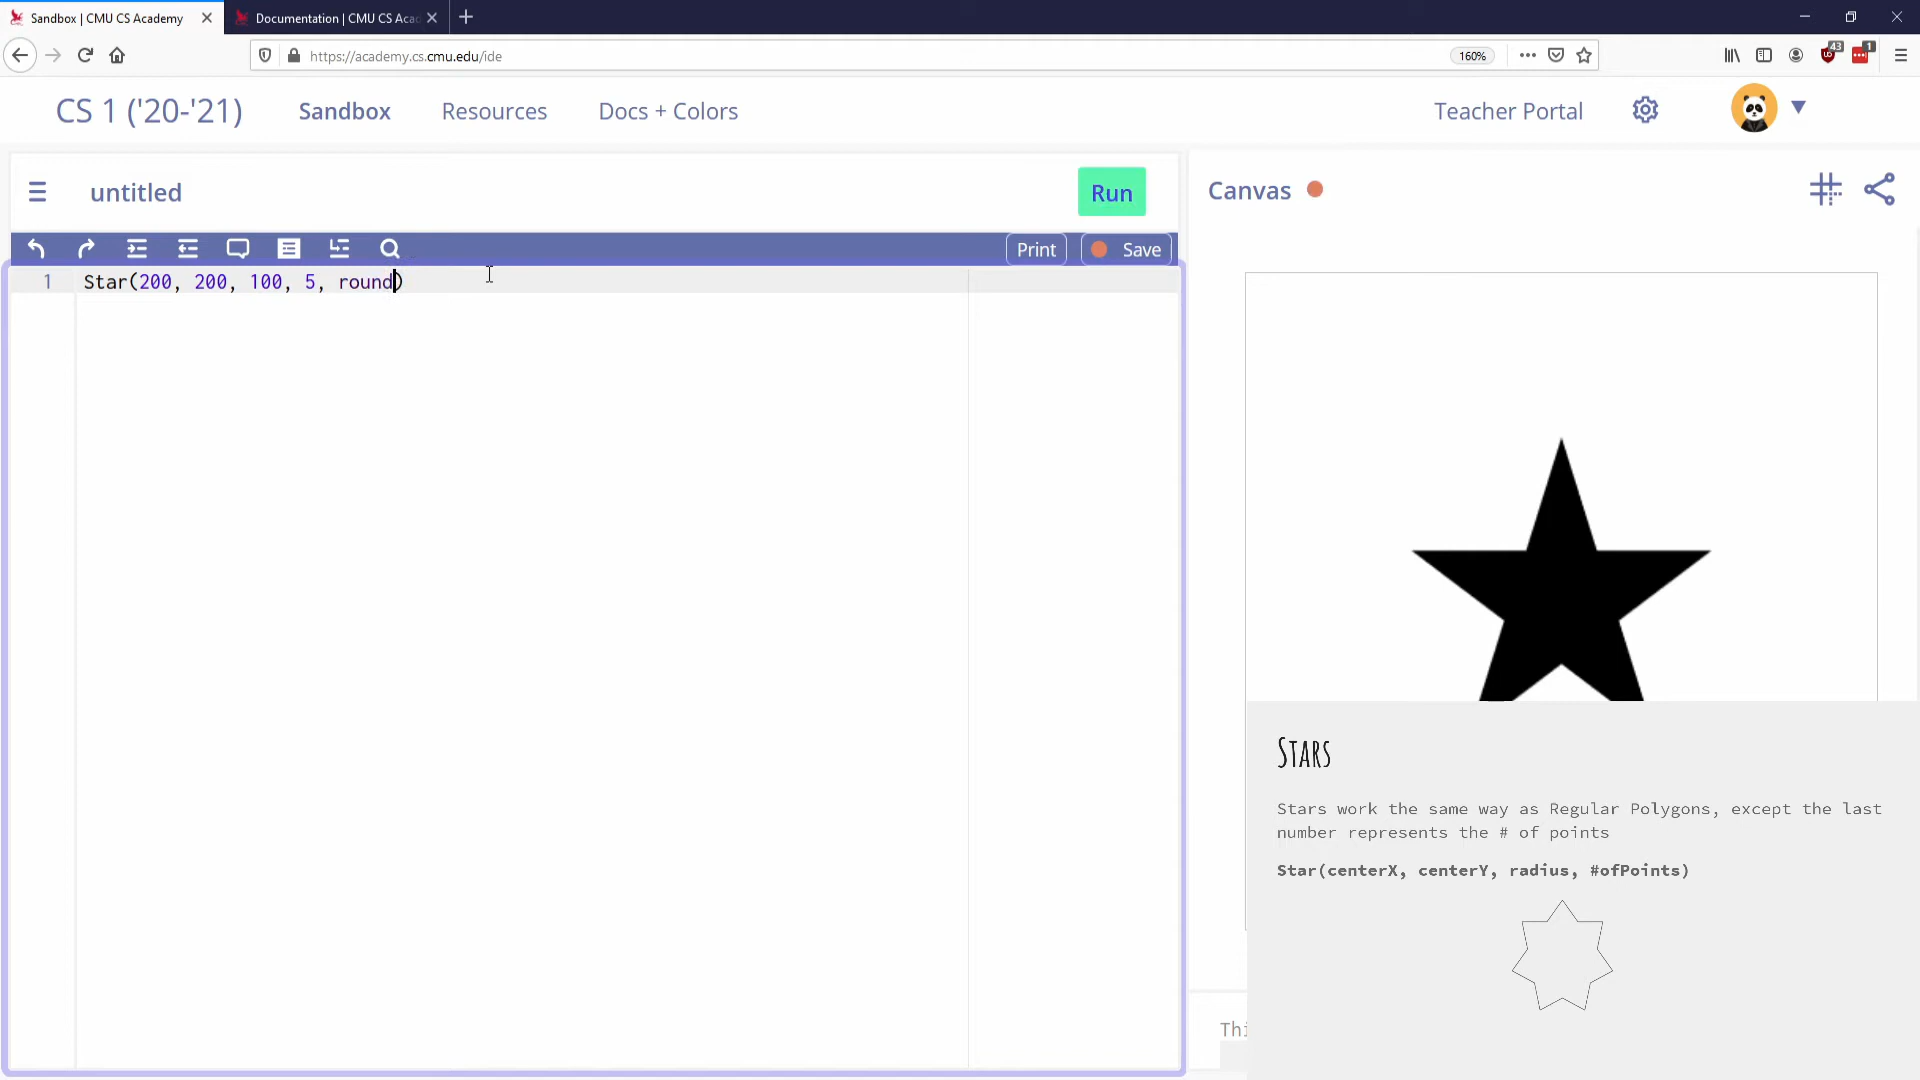 Sandbox | CMU CS Academy
Documentation | CMU CS Aca
https://academy.cs.cmu.edu/ide
160%
43
1
CS 1 ('20-'21)
Sandbox
Resources
Docs + Colors
Teacher Portal
untitled
Run
Canvas
Print
Save
1
Star(200, 200, 100, 5, round)
Stars
Stars work the same way as Regular Polygons, except the last
number represents the # of points
Star(centerX, centerY, radius, #ofPoints)
Thi